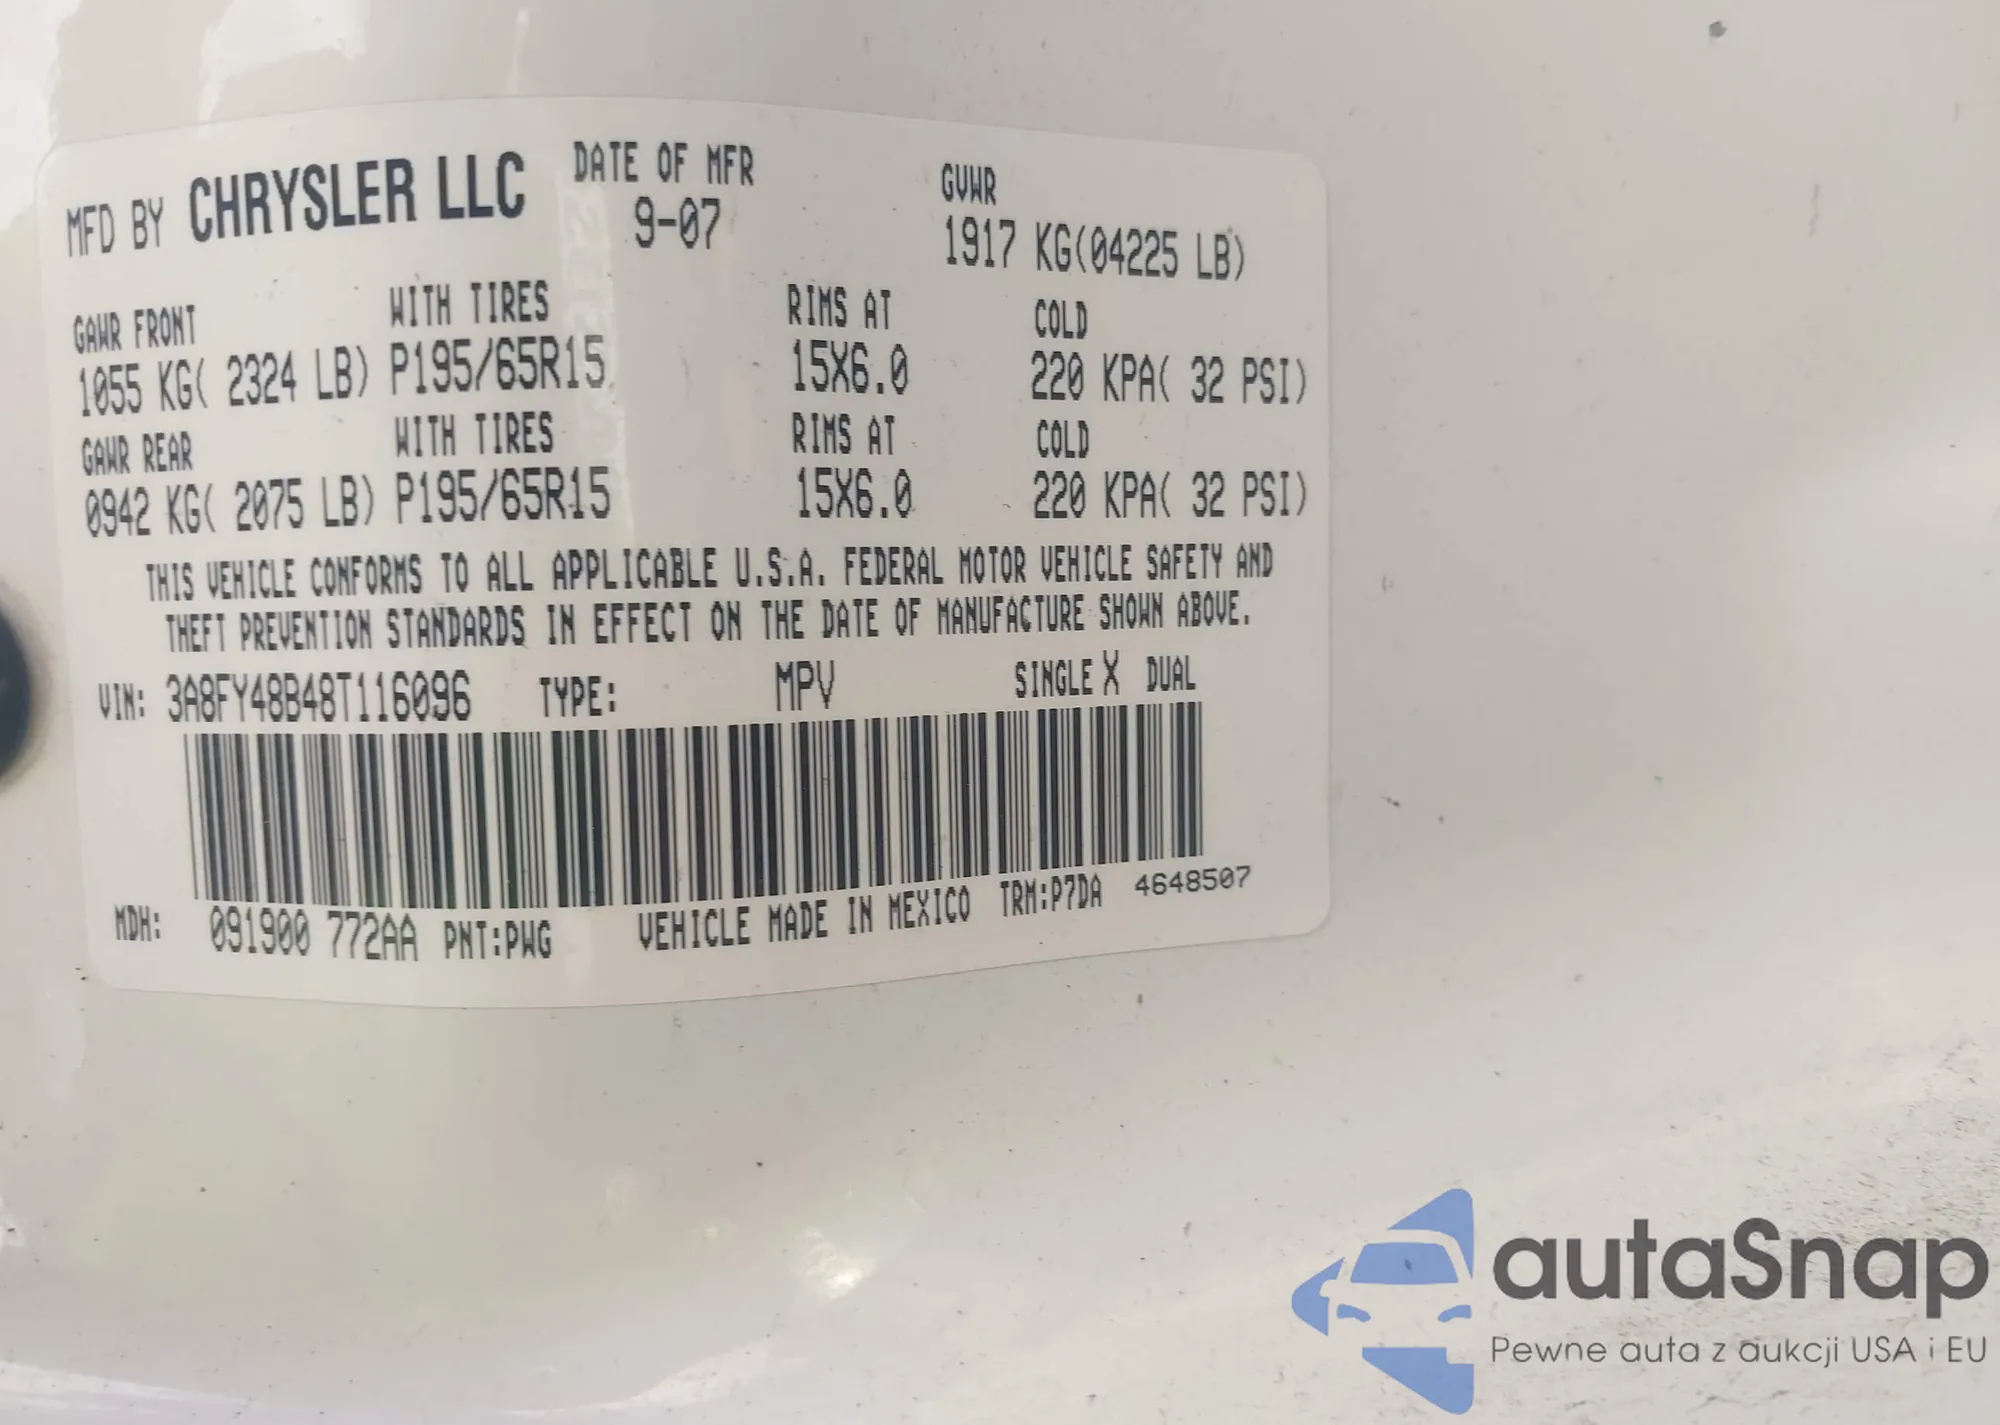 MFD BY CHRYSLER LLC DATE OF MFR GVWR
9-07 1917 KG(04225 LB)
GAWR FRONT WITH TIRES RIMS AT COLD
1055 KG( 2324 LB) P195/65R15 15X6.0 220 KPA( 32 PSI)
GAWR REAR WITH TIRES RIMS AT COLD
0942 KG( 2075 LB) P195/65R15 15X6.0 220 KPA( 32 PSI)
THIS VEHICLE CONFORMS TO ALL APPLICABLE U.S.A. FEDERAL MOTOR VEHICLE SAFETY AND
THEFT PREVENTION STANDARDS IN EFFECT ON THE DATE OF MANUFACTURE SHOWN ABOVE.
VIN: 3A8FY48B48T116096 TYPE: MPV SINGLE X DUAL
MDH: 091900 772AA PNT:PWG VEHICLE MADE IN MEXICO TRM:P7DA 4648507
autaSnap
Pewne auta z aukcji USA i EU